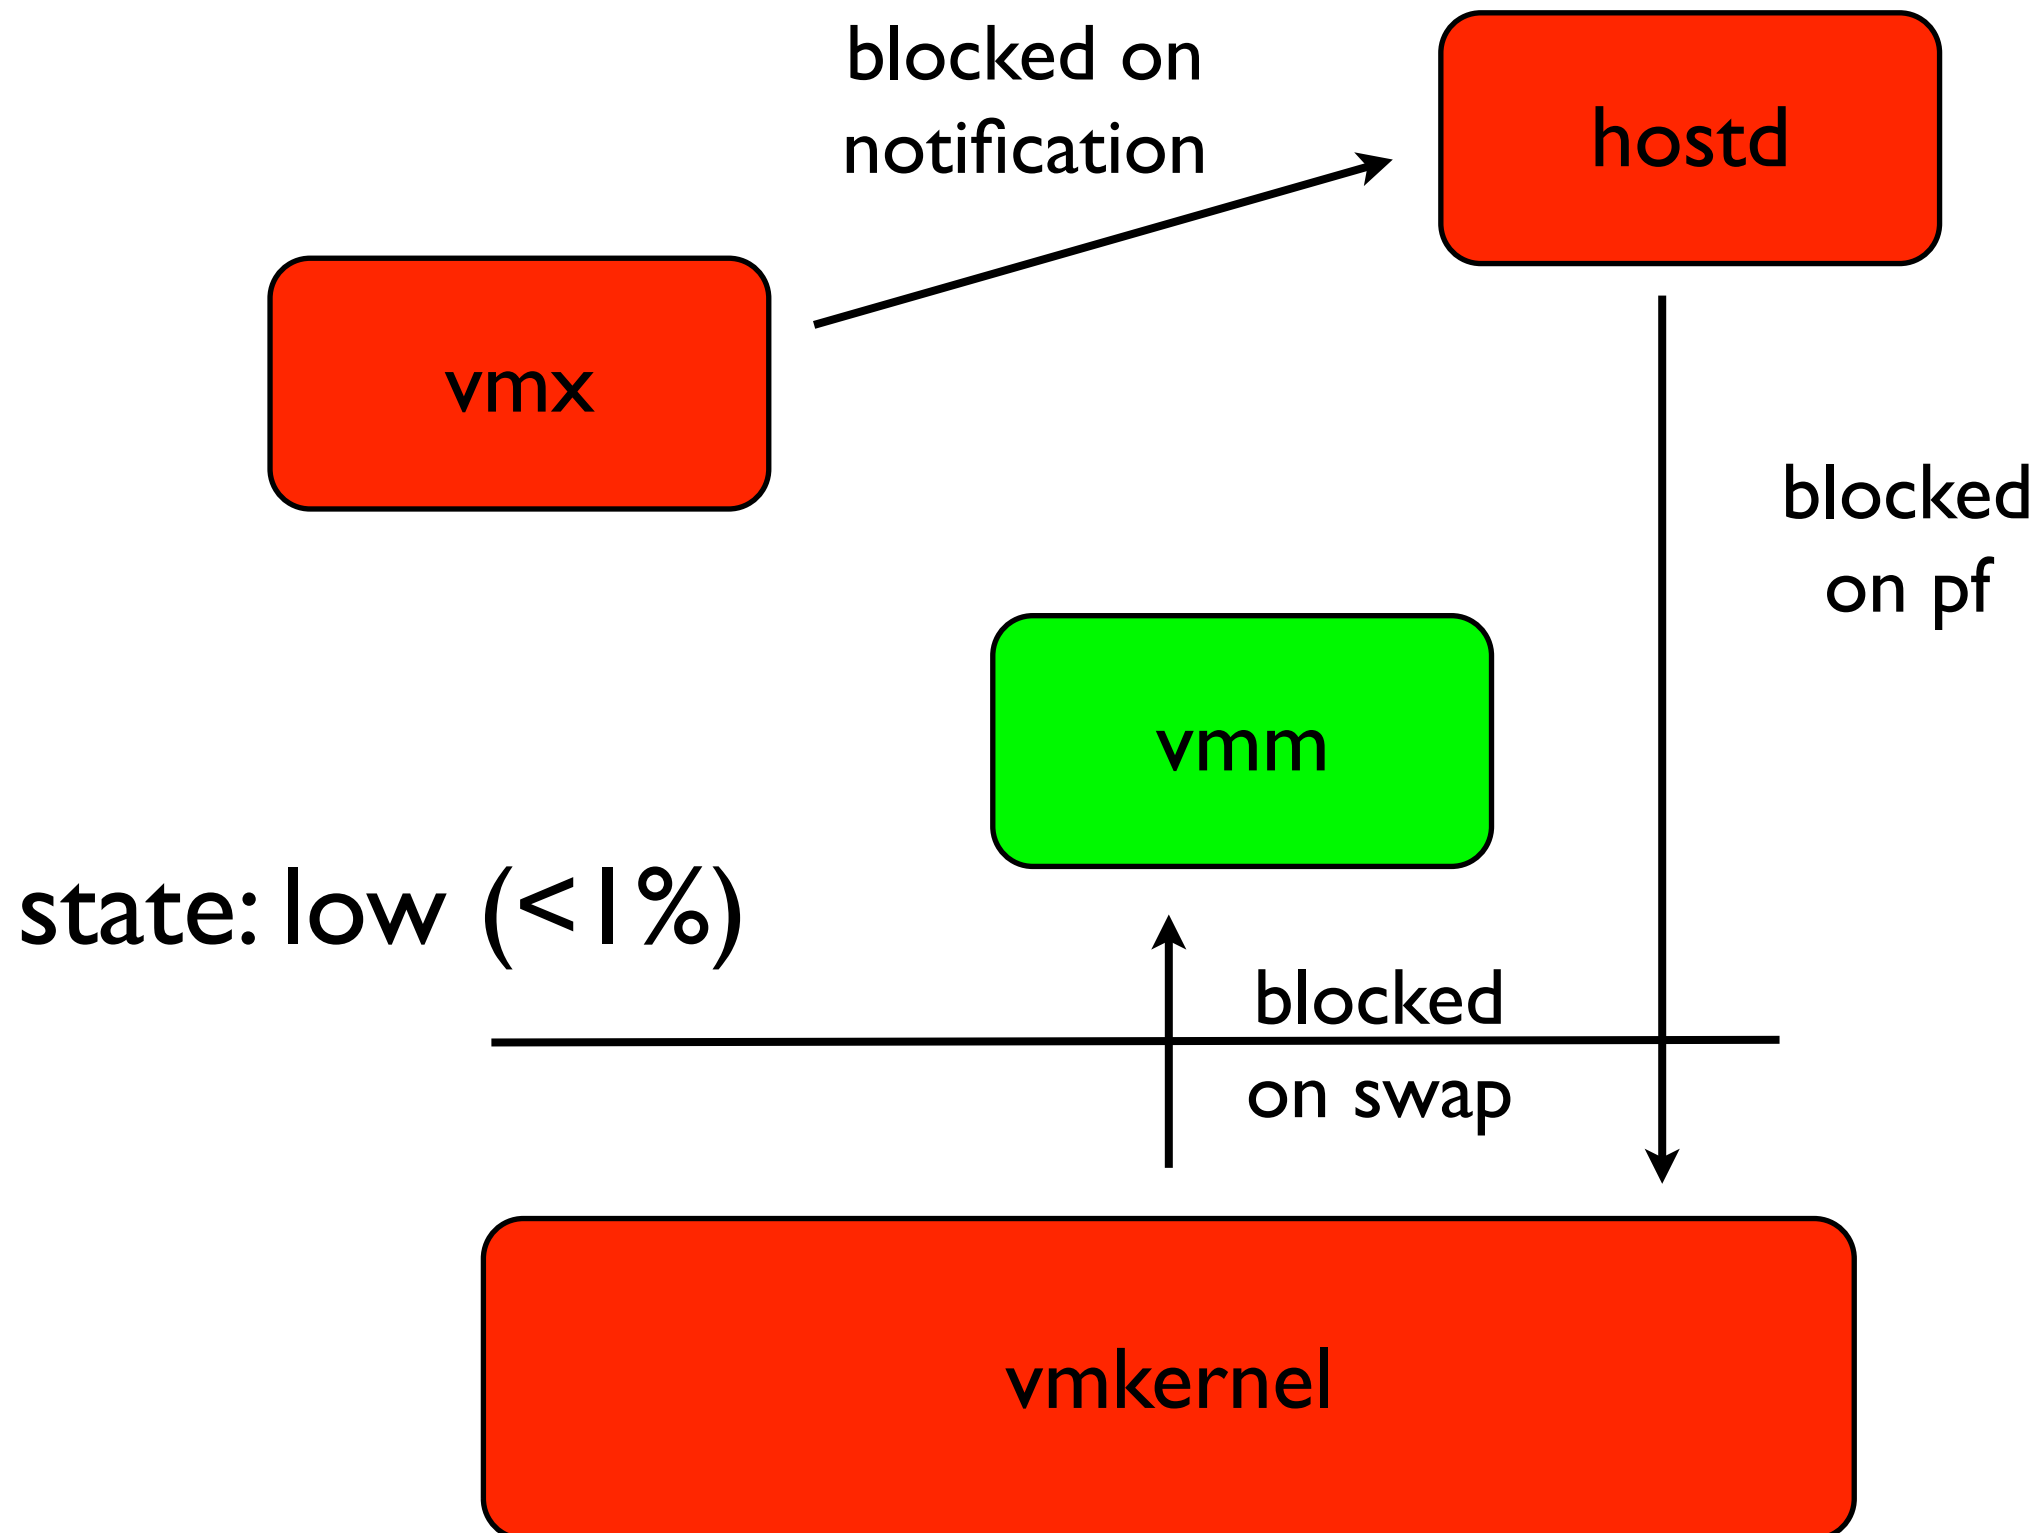 blocked on
notification
hostd
vmx
blocked
on pf
vmm
state: low (<1%)
blocked
on swap
vmkernel